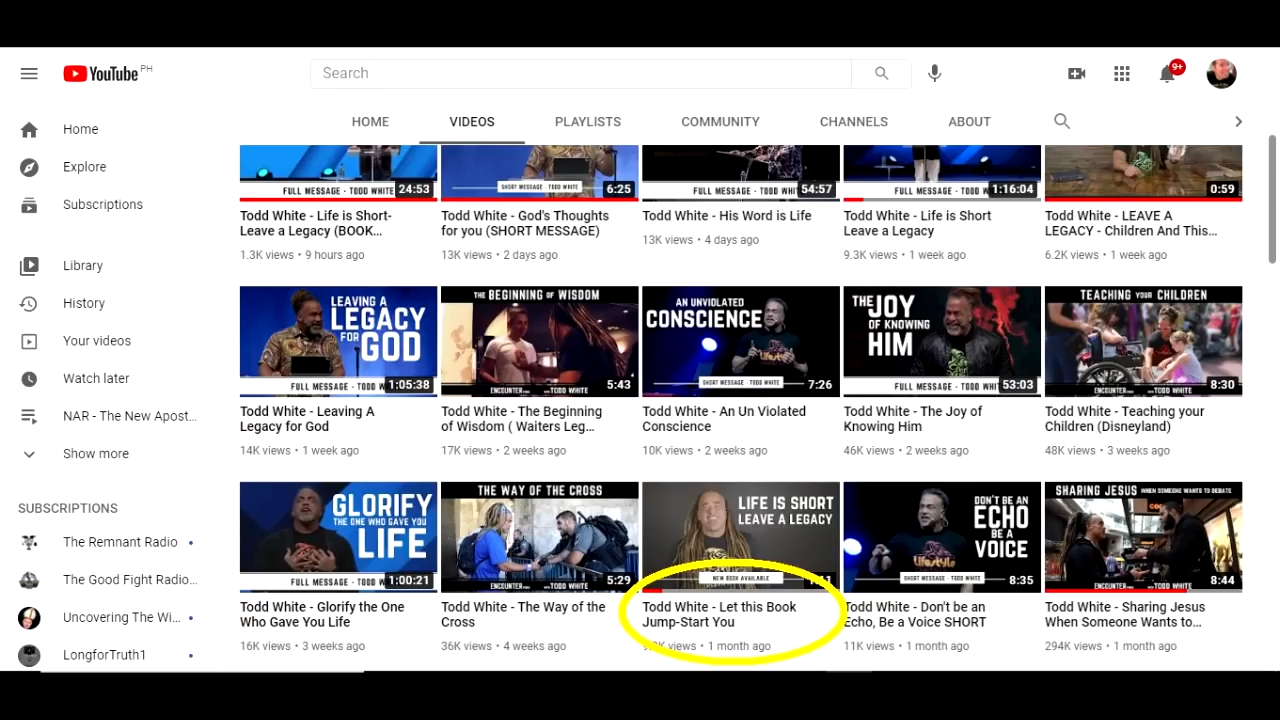 YouTube PH
Search
9+
HOME VIDEOS PLAYLISTS COMMUNITY CHANNELS ABOUT
Home
Explore
Subscriptions
Library
History
Your videos
Watch later
NAR - The New Apost...
Show more
SUBSCRIPTIONS
The Remnant Radio •
The Good Fight Radio...
Uncovering The Wi... •
LongforTruth1 •
FULL MESSAGE - TODD WHITE
24:53
Todd White - Life is Short-
Leave a Legacy (BOOK...
1.3K views • 9 hours ago
SHORT MESSAGE - TODD WHITE
6:25
Todd White - God's Thoughts
for you (SHORT MESSAGE)
13K views • 2 days ago
FULL MESSAGE - TODD WHI
54:57
Todd White - His Word is Life
13K views • 4 days ago
FULL MESSAGE - TODD
1:16:04
Todd White - Life is Short
Leave a Legacy
9.3K views • 1 week ago
0:59
Todd White - LEAVE A
LEGACY - Children And This...
6.2K views • 1 week ago
LEAVING A
LEGACY
FOR GOD
FULL MESSAGE - TODD W
1:05:38
Todd White - Leaving A
Legacy for God
14K views • 1 week ago
THE BEGINNING OF WISDOM
ENCOUNTER WITH TODD WHITE
5:43
Todd White - The Beginning
of Wisdom ( Waiters Leg...
17K views • 2 weeks ago
AN UNVIOLATED
CONSCIENCE
Lifestyle
SHORT MESSAGE - TODD WHITE
7:26
Todd White - An Un Violated
Conscience
10K views • 2 weeks ago
THE JOY
OF KNOWING
HIM
FULL MESSAGE - TODD WHI
53:03
Todd White - The Joy of
Knowing Him
46K views • 2 weeks ago
TEACHING YOUR CHILDREN
ENCOUNTER WITH TODD WHITE
8:30
Todd White - Teaching your
Children (Disneyland)
48K views • 3 weeks ago
GLORIFY
THE ONE WHO GAVE YOU
LIFE
FULL MESSAGE - TODD W
1:00:21
Todd White - Glorify the One
Who Gave You Life
16K views • 3 weeks ago
THE WAY OF THE CROSS
ENCOUNTER WITH TODD WHITE
5:29
Todd White - The Way of the
Cross
36K views • 4 weeks ago
LIFE IS SHORT
LEAVE A LEGACY
NEW BOOK AVAILABLE
Todd White - Let this Book
Jump-Start You
views • 1 month ago
DON'T BE AN
ECHO
BE A
VOICE
Lifestyle
SHORT MESSAGE - TODD WHITE
8:35
Todd White - Don't be an
Echo, Be a Voice SHORT
11K views • 1 month ago
SHARING JESUS WHEN SOMEONE WANTS TO DEBATE
ENCOUNTER WITH TODD WHITE
8:44
Todd White - Sharing Jesus
When Someone Wants to...
294K views • 1 month ago